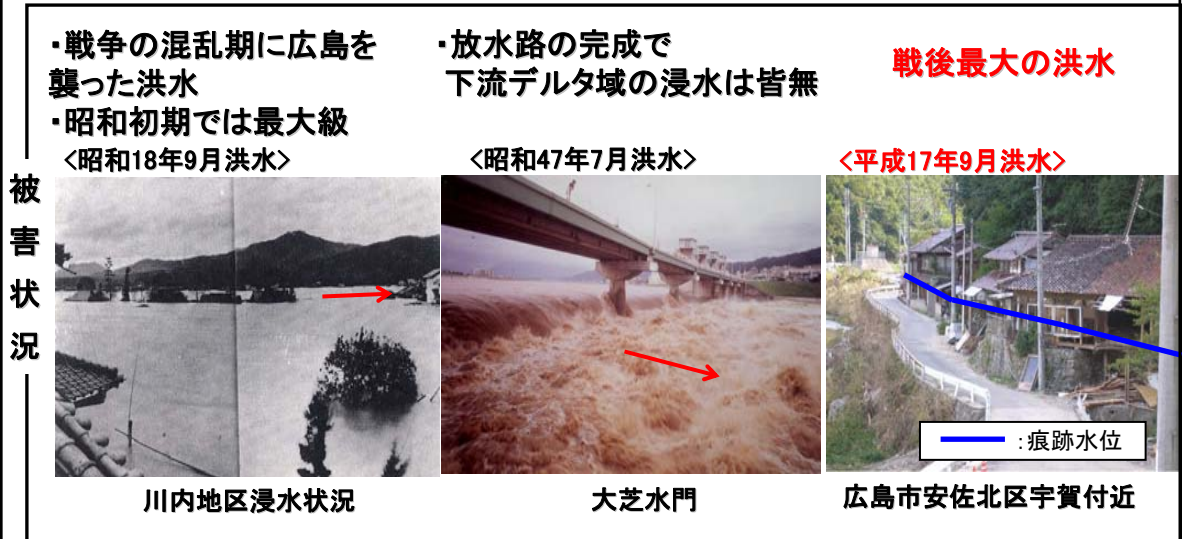 ・戦争の混乱期に広島を
襲った洪水
・昭和初期では最大級
<昭和18年9月洪水>
・放水路の完成で
下流デルタ域の浸水は皆無
<昭和47年7月洪水>
戦後最大の洪水
<平成17年9月洪水>
被害状況
:痕跡水位
川内地区浸水状況
大芝水門
広島市安佐北区宇賀付近